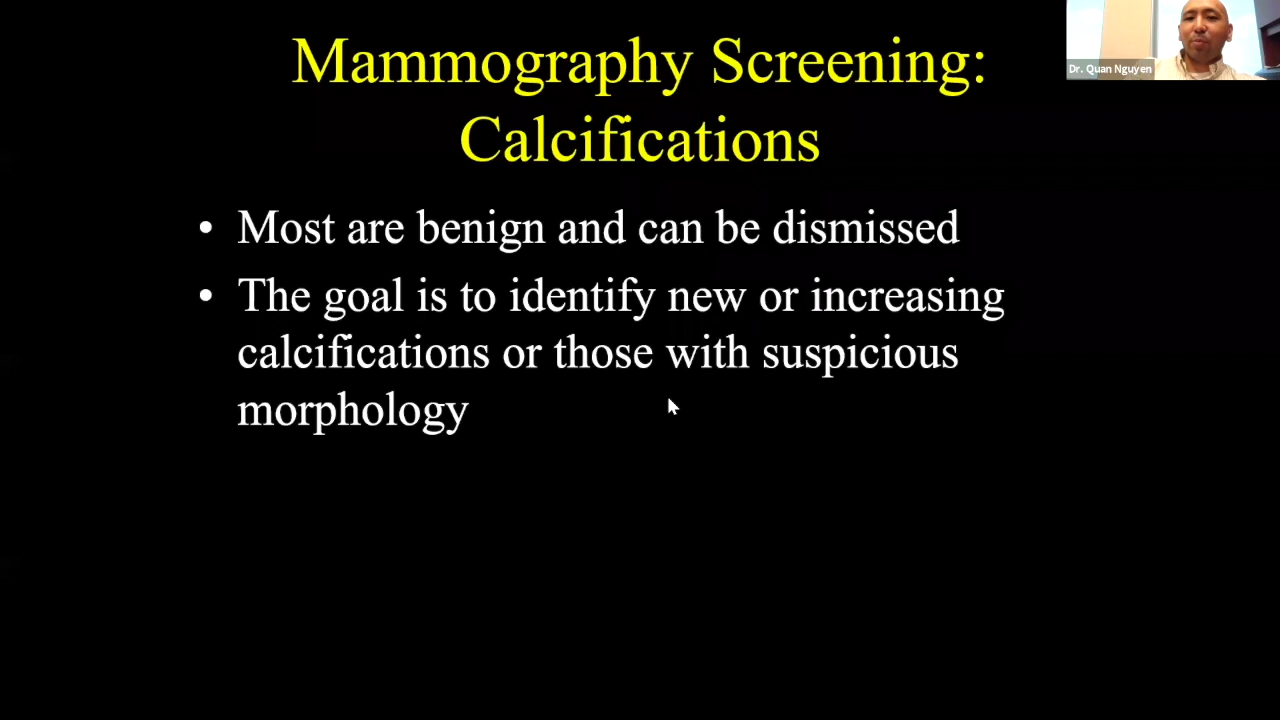 Mammography Screening:
Calcifications
Dr. Quan Nguyen
• Most are benign and can be dismissed
• The goal is to identify new or increasing
calcifications or those with suspicious
morphology